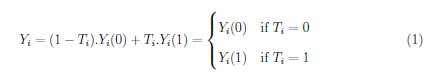 Yᵢ = (1 − Tᵢ).Yᵢ(0) + Tᵢ.Yᵢ(1) = { Yᵢ(0) if Tᵢ = 0
Yᵢ(1) if Tᵢ = 1
(1)